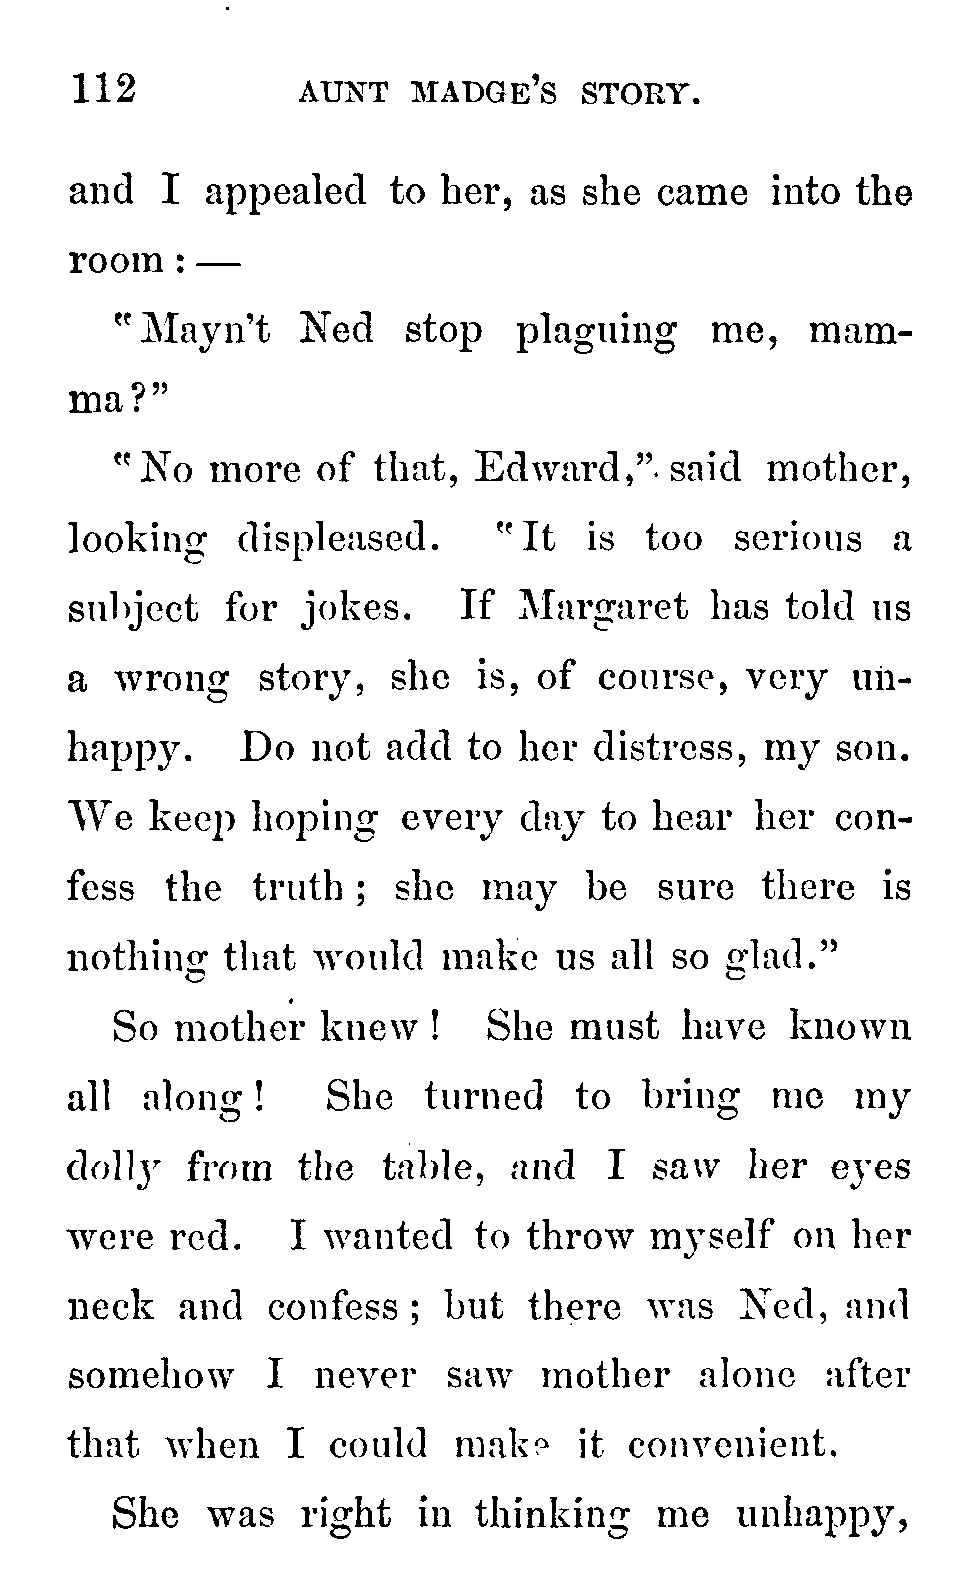 112 AUNT MADGE'S STORY.
and I appealed to her, as she came into the
room: —
"Mayn't Ned stop plaguing me, mam-
ma?"
"No more of that, Edward," said mother,
looking displeased. "It is too serious a
subject for jokes. If Margaret has told us
a wrong story, she is, of course, very un-
happy. Do not add to her distress, my son.
We keep hoping every day to hear her con-
fess the truth; she may be sure there is
nothing that would make us all so glad."
So mother knew! She must have known
all along! She turned to bring me my
dolly from the table, and I saw her eyes
were red. I wanted to throw myself on her
neck and confess; but there was Ned, and
somehow I never saw mother alone after
that when I could make it convenient.
She was right in thinking me unhappy,